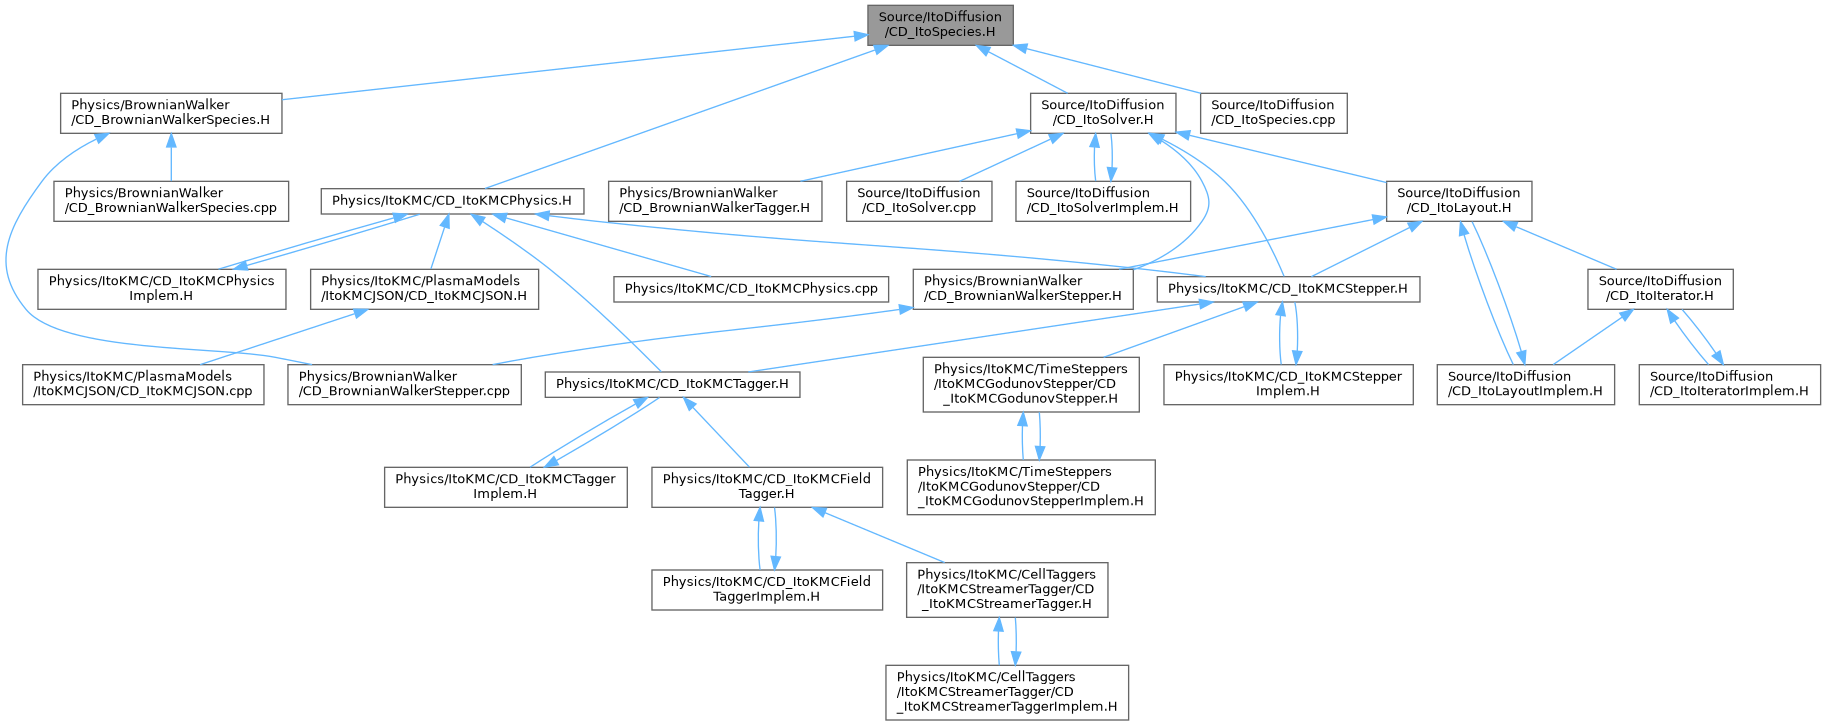 Source/ItoDiffusion
/CD_ItoSpecies.H
Physics/BrownianWalker
/CD_BrownianWalkerSpecies.H
Source/ItoDiffusion
/CD_ItoSolver.H
Source/ItoDiffusion
/CD_ItoSpecies.cpp
Physics/BrownianWalker
/CD_BrownianWalkerSpecies.cpp
Physics/ItoKMC/CD_ItoKMCPhysics.H
Physics/BrownianWalker
/CD_BrownianWalkerTagger.H
Source/ItoDiffusion
/CD_ItoSolver.cpp
Source/ItoDiffusion
/CD_ItoSolverImplem.H
Source/ItoDiffusion
/CD_ItoLayout.H
Physics/ItoKMC/CD_ItoKMCPhysics
Implem.H
Physics/ItoKMC/PlasmaModels
/ItoKMCJSON/CD_ItoKMCJSON.H
Physics/ItoKMC/CD_ItoKMCPhysics.cpp
Physics/BrownianWalker
/CD_BrownianWalkerStepper.H
Physics/ItoKMC/CD_ItoKMCStepper.H
Source/ItoDiffusion
/CD_ItoIterator.H
Physics/ItoKMC/PlasmaModels
/ItoKMCJSON/CD_ItoKMCJSON.cpp
Physics/BrownianWalker
/CD_BrownianWalkerStepper.cpp
Physics/ItoKMC/CD_ItoKMCTagger.H
Physics/ItoKMC/TimeSteppers
/ItoKMCGodunovStepper/CD
_ItoKMCGodunovStepper.H
Physics/ItoKMC/CD_ItoKMCStepper
Implem.H
Source/ItoDiffusion
/CD_ItoLayoutImplem.H
Source/ItoDiffusion
/CD_ItoIteratorImplem.H
Physics/ItoKMC/CD_ItoKMCTagger
Implem.H
Physics/ItoKMC/CD_ItoKMCField
Tagger.H
Physics/ItoKMC/TimeSteppers
/ItoKMCGodunovStepper/CD
_ItoKMCGodunovStepperImplem.H
Physics/ItoKMC/CD_ItoKMCField
TaggerImplem.H
Physics/ItoKMC/CellTaggers
/ItoKMCStreamerTagger/CD
_ItoKMCStreamerTagger.H
Physics/ItoKMC/CellTaggers
/ItoKMCStreamerTagger/CD
_ItoKMCStreamerTaggerImplem.H